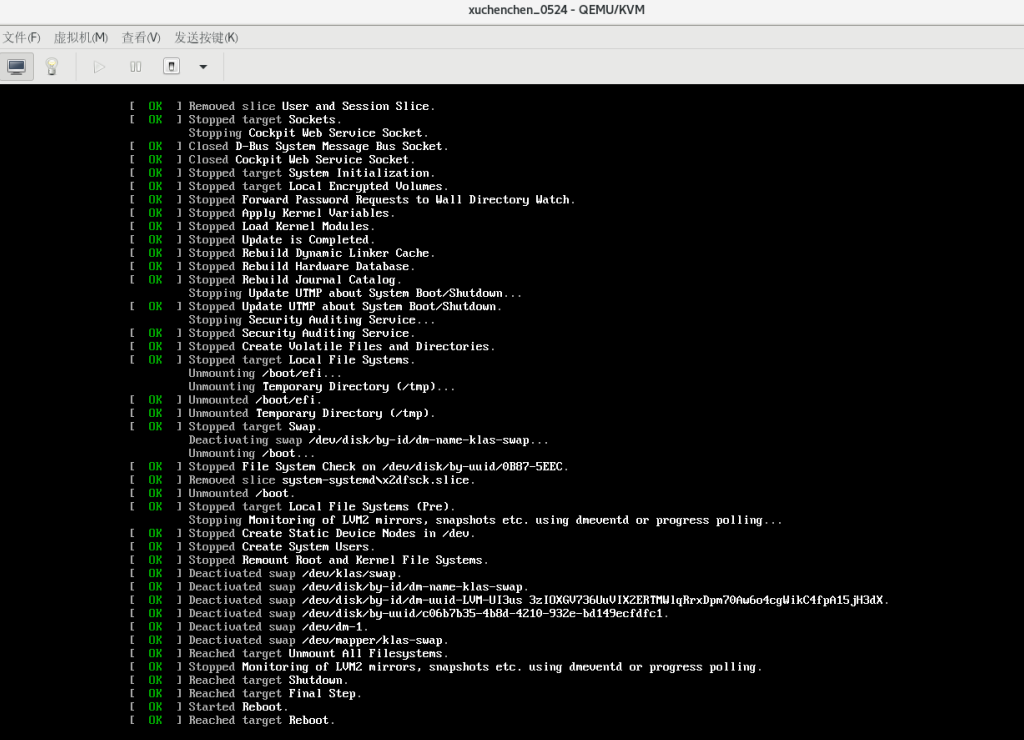 xuchenchen_0524 - QEMU/KVM
文件(F) 虚拟机(M) 查看(V) 发送按键(K)
[ OK ] Removed slice User and Session Slice.
[ OK ] Stopped target Sockets.
Stopping Cockpit Web Service Socket.
[ OK ] Closed D-Bus System Message Bus Socket.
[ OK ] Closed Cockpit Web Service Socket.
[ OK ] Stopped target System Initialization.
[ OK ] Stopped target Local Encrypted Volumes.
[ OK ] Stopped Forward Password Requests to Wall Directory Watch.
[ OK ] Stopped Apply Kernel Variables.
[ OK ] Stopped Load Kernel Modules.
[ OK ] Stopped Update is Completed.
[ OK ] Stopped Rebuild Dynamic Linker Cache.
[ OK ] Stopped Rebuild Hardware Database.
[ OK ] Stopped Rebuild Journal Catalog.
Stopping Update UTMP about System Boot/Shutdown...
[ OK ] Stopped Update UTMP about System Boot/Shutdown.
Stopping Security Auditing Service...
[ OK ] Stopped Security Auditing Service.
[ OK ] Stopped Create Volatile Files and Directories.
[ OK ] Stopped target Local File Systems.
Unmounting /boot/efi...
Unmounting Temporary Directory (/tmp)...
[ OK ] Unmounted /boot/efi.
[ OK ] Unmounted Temporary Directory (/tmp).
[ OK ] Stopped target Swap.
Deactivating swap /dev/disk/by-id/dm-name-klas-swap...
Unmounting /boot...
[ OK ] Stopped File System Check on /dev/disk/by-uuid/0B87-5EEC.
[ OK ] Removed slice system-systemd\x2dfsck.slice.
[ OK ] Unmounted /boot.
[ OK ] Stopped target Local File Systems (Pre).
Stopping Monitoring of LVM2 mirrors, snapshots etc. using dmeventd or progress polling...
[ OK ] Stopped Create Static Device Nodes in /dev.
[ OK ] Stopped Create System Users.
[ OK ] Stopped Remount Root and Kernel File Systems.
[ OK ] Deactivated swap /dev/klas/swap.
[ OK ] Deactivated swap /dev/disk/by-id/dm-name-klas-swap.
[ OK ] Deactivated swap
[ OK ] Deactivated swap /dev/disk/by-uuid/c06b7b35-4b8d-4210-932e-bd149ecfdfc1.
[ OK ] Deactivated swap /dev/dm-1.
[ OK ] Deactivated swap /dev/mapper/klas-swap.
[ OK ] Reached target Unmount All Filesystems.
[ OK ] Stopped Monitoring of LVM2 mirrors, snapshots etc. using dmeventd or progress polling.
[ OK ] Reached target Shutdown.
[ OK ] Reached target Final Step.
[ OK ] Started Reboot.
[ OK ] Reached target Reboot.